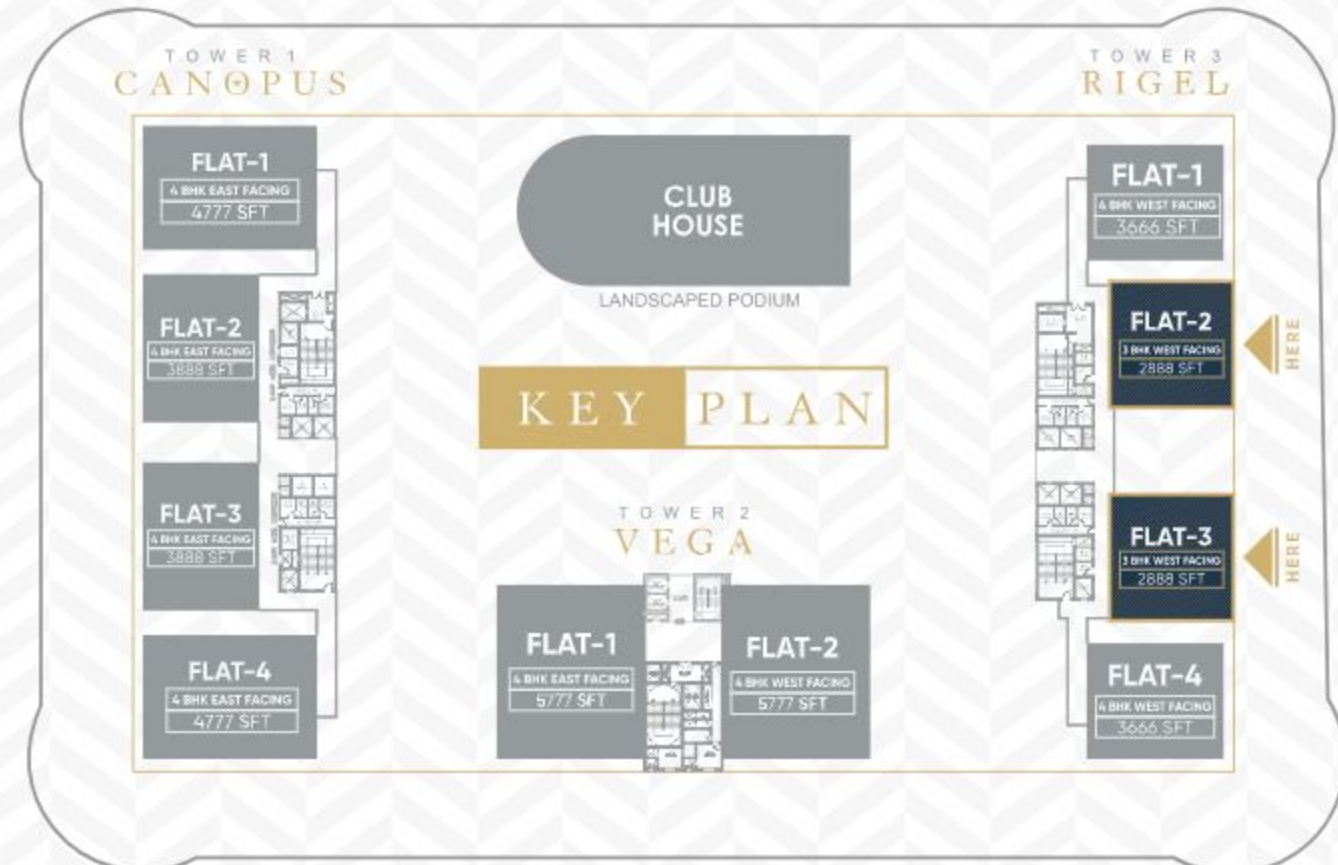 TOWER 1
CANOPUS
FLAT-1
4 BHK EAST FACING
4777 SFT
FLAT-2
4 BHK EAST FACING
3888 SFT
FLAT-3
4 BHK EAST FACING
3888 SFT
FLAT-4
4 BHK EAST FACING
4777 SFT
CLUB
HOUSE
LANDSCAPED PODIUM
KEY PLAN
TOWER 2
VEGA
FLAT-1
4 BHK EAST FACING
5777 SFT
FLAT-2
4 BHK WEST FACING
5777 SFT
TOWER 3
RIGEL
FLAT-1
4 BHK WEST FACING
3666 SFT
FLAT-2
3 BHK WEST FACING
2888 SFT
HERE
FLAT-3
3 BHK WEST FACING
2888 SFT
HERE
FLAT-4
4 BHK WEST FACING
3666 SFT